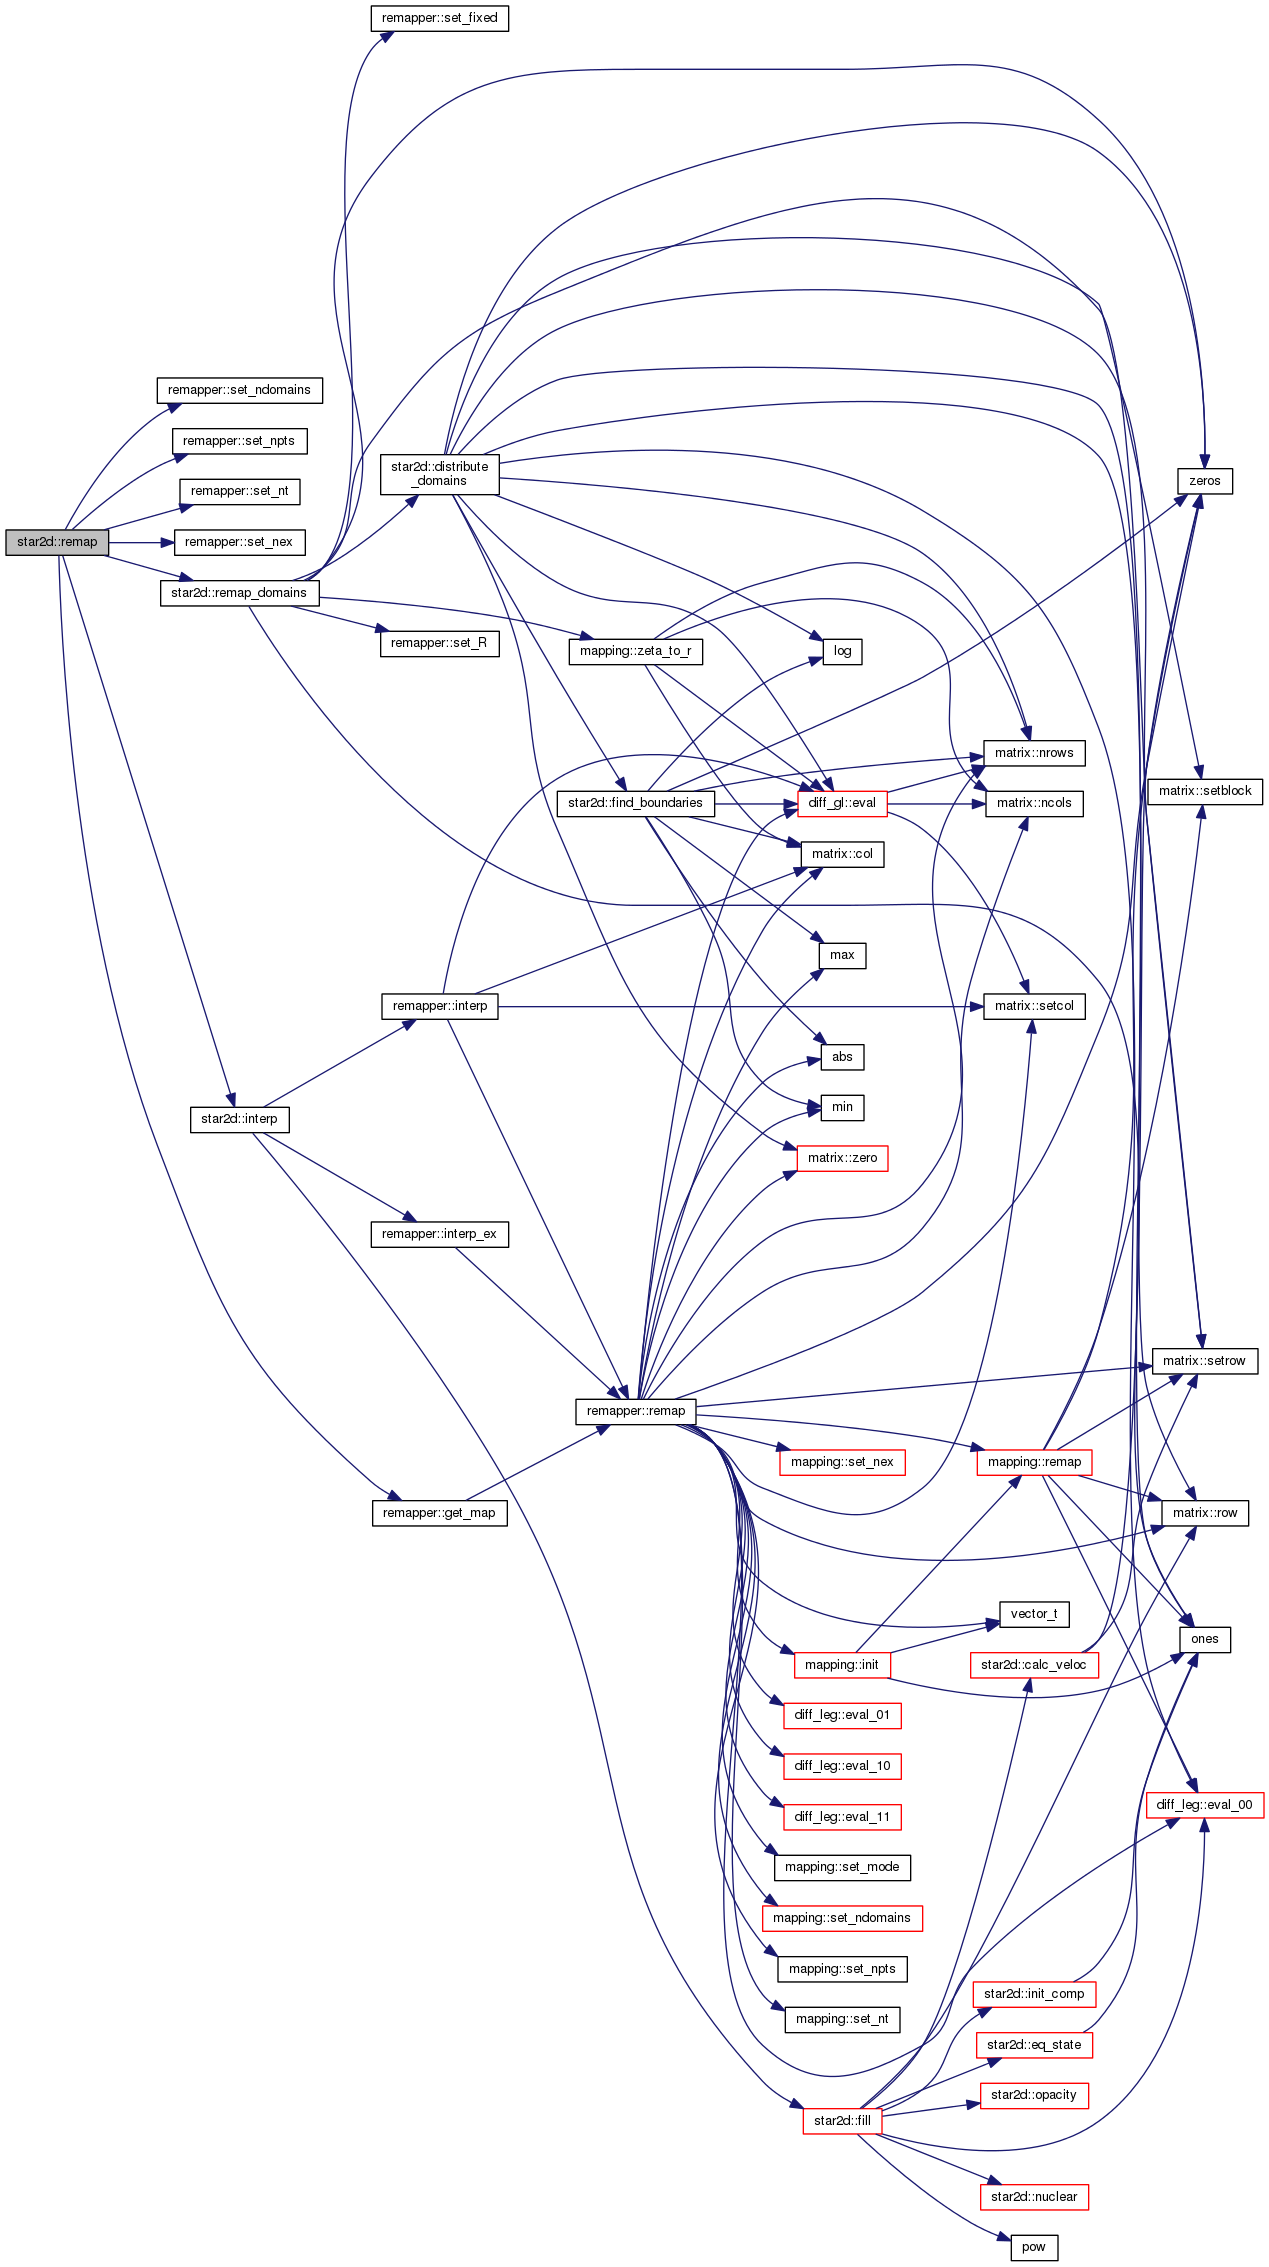 remapper::set_fixed
remapper::set_ndomains
remapper::set_npts
star2d::distribute
_domains
zeros
remapper::set_nt
star2d::remap
remapper::set_nex
star2d::remap_domains
remapper::set_R
mapping::zeta_to_r
log
matrix::nrows
matrix::setblock
star2d::find_boundaries
diff_gl::eval
matrix::ncols
matrix::col
max
remapper::interp
matrix::setcol
abs
min
star2d::interp
matrix::zero
remapper::interp_ex
matrix::setrow
remapper::remap
mapping::set_nex
mapping::remap
remapper::get_map
matrix::row
vector_t
ones
mapping::init
star2d::calc_veloc
diff_leg::eval_01
diff_leg::eval_10
diff_leg::eval_11
diff_leg::eval_00
mapping::set_mode
mapping::set_ndomains
mapping::set_npts
star2d::init_comp
mapping::set_nt
star2d::eq_state
star2d::opacity
star2d::fill
star2d::nuclear
pow